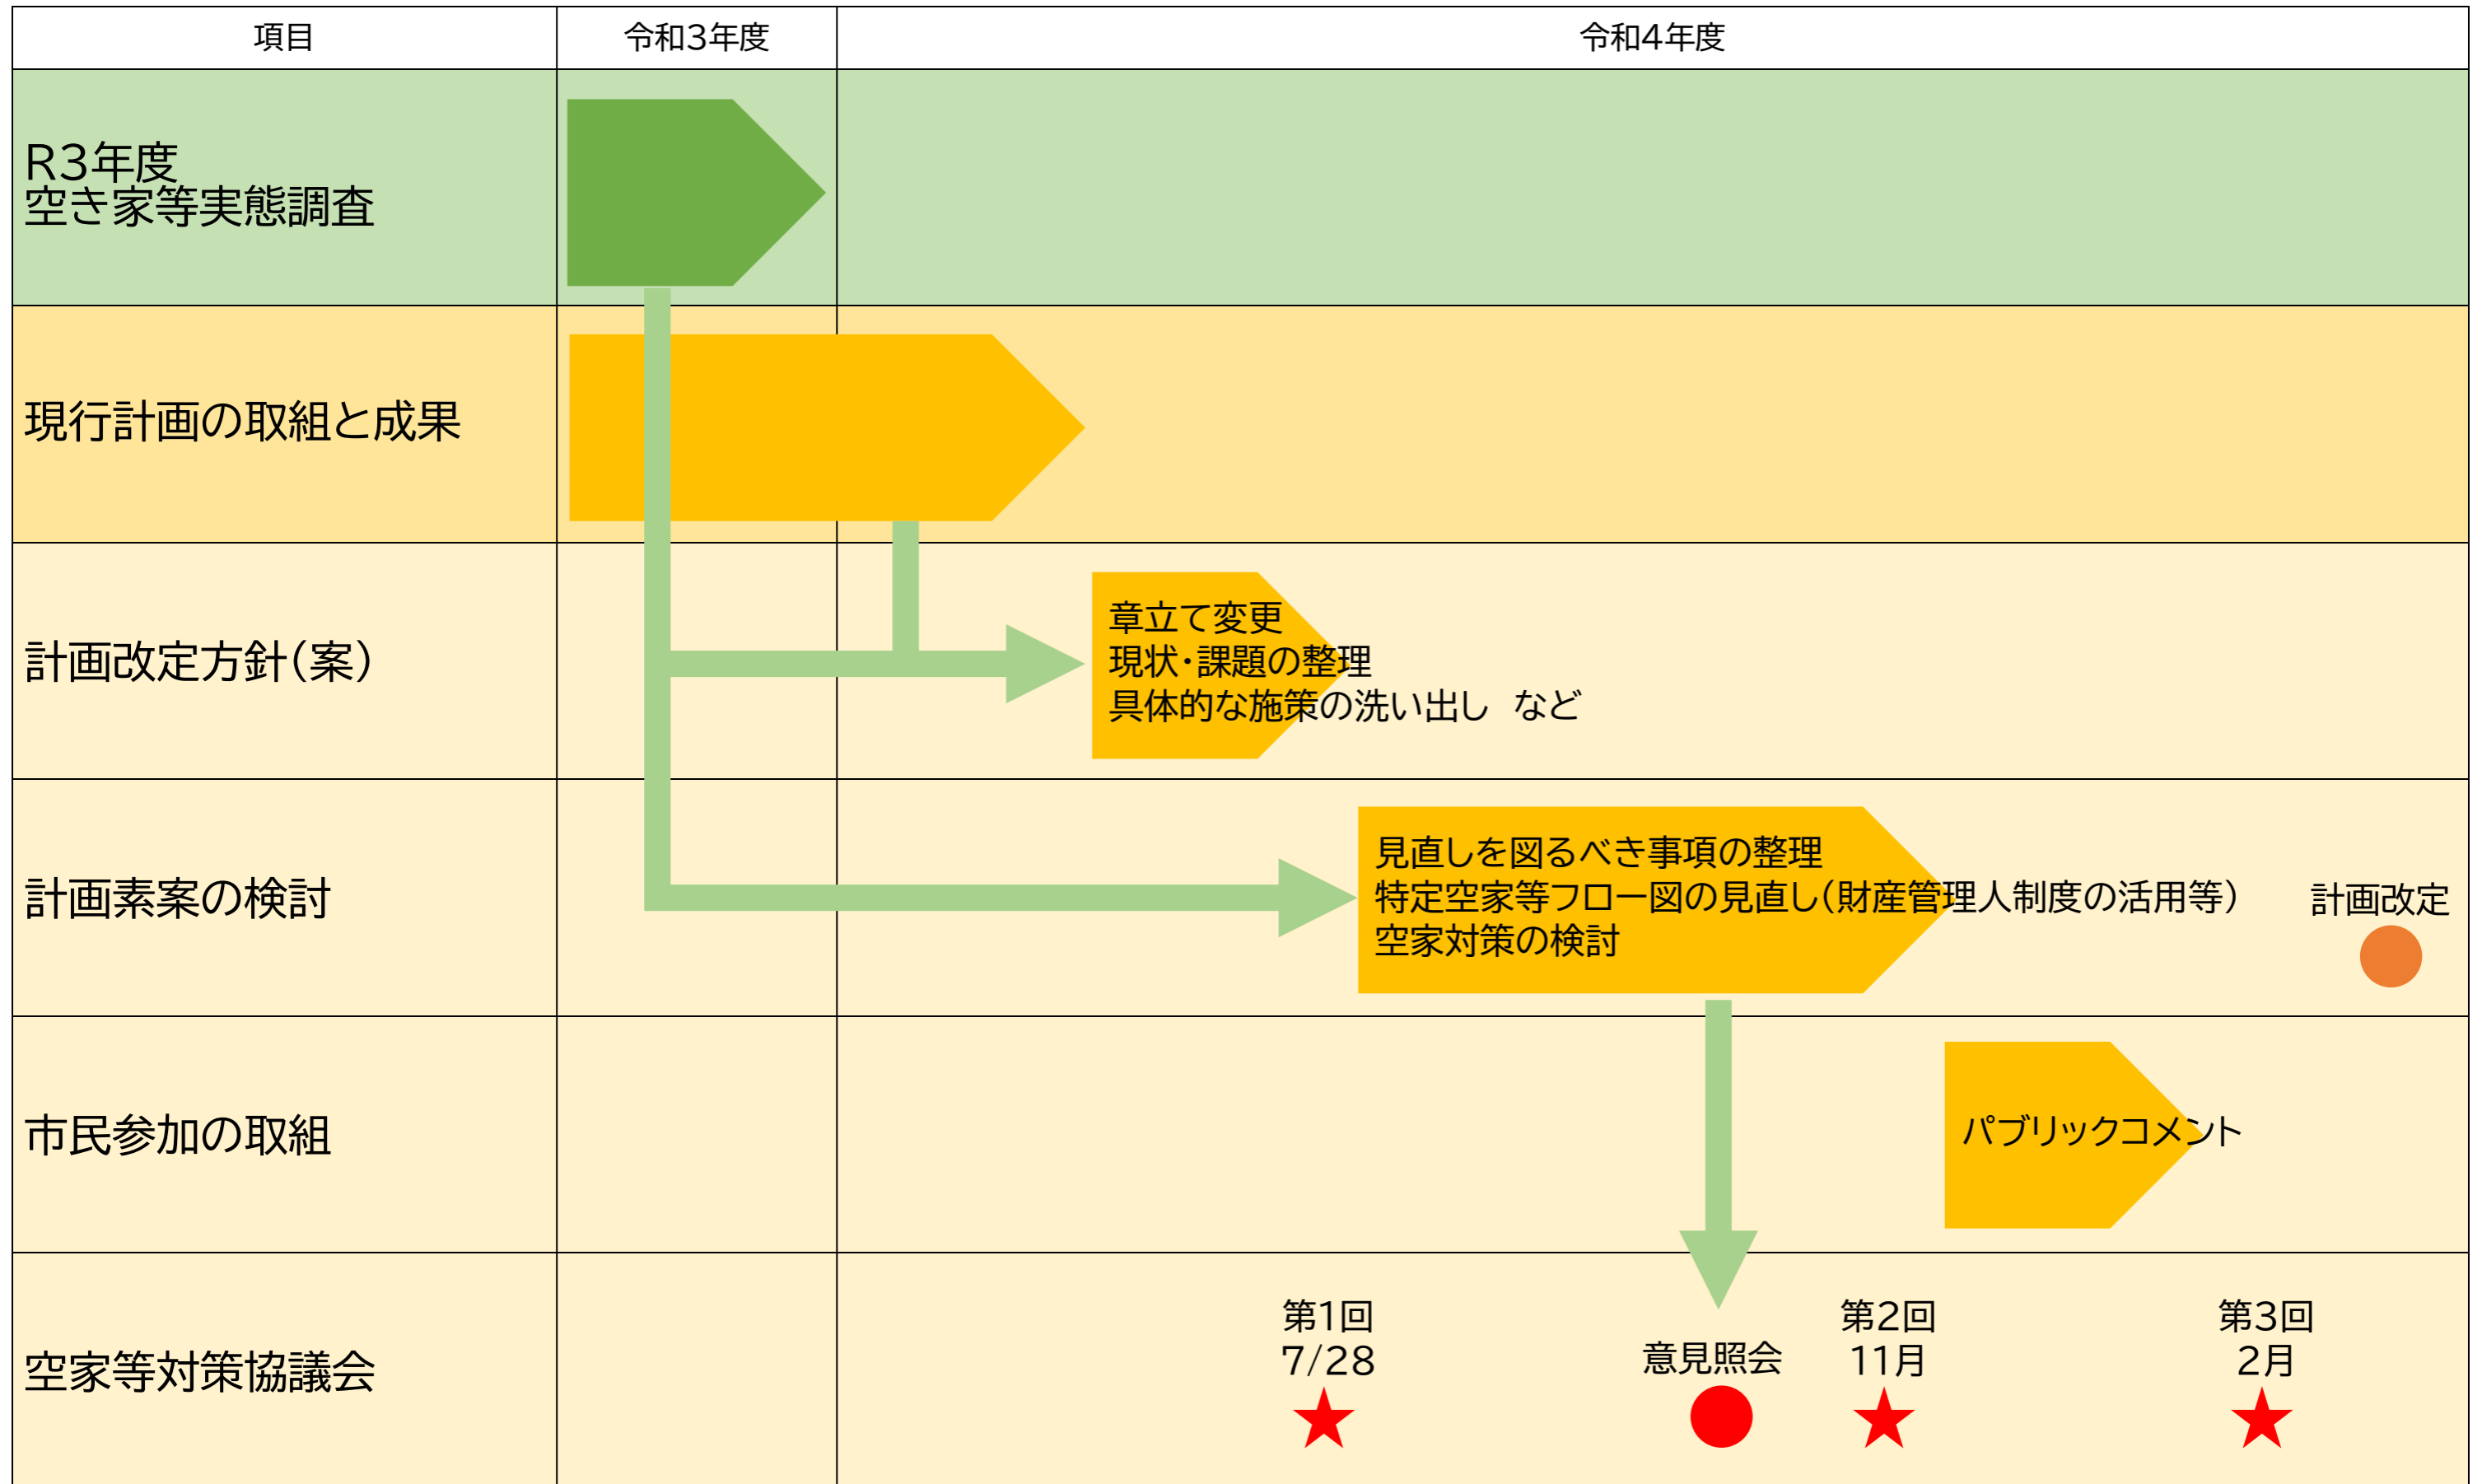 項目
令和3年度
令和4年度
R3年度
空き家等実態調査
現行計画の取組と成果
計画改定方針(案)
章立て変更
現状・課題の整理
具体的な施策の洗い出し　など
計画素案の検討
見直しを図るべき事項の整理
特定空家等フロー図の見直し(財産管理人制度の活用等)
空家対策の検討
計画改定
市民参加の取組
パブリックコメント
空家等対策協議会
第1回
7/28
意見照会
第2回
11月
第3回
2月